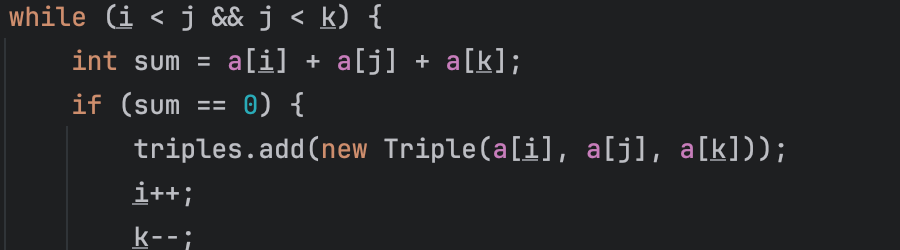 while (i < j && j < k) {
int sum = a[i] + a[j] + a[k];
if (sum == 0) {
triples.add(new Triple(a[i], a[j], a[k]));
i++;
k--;